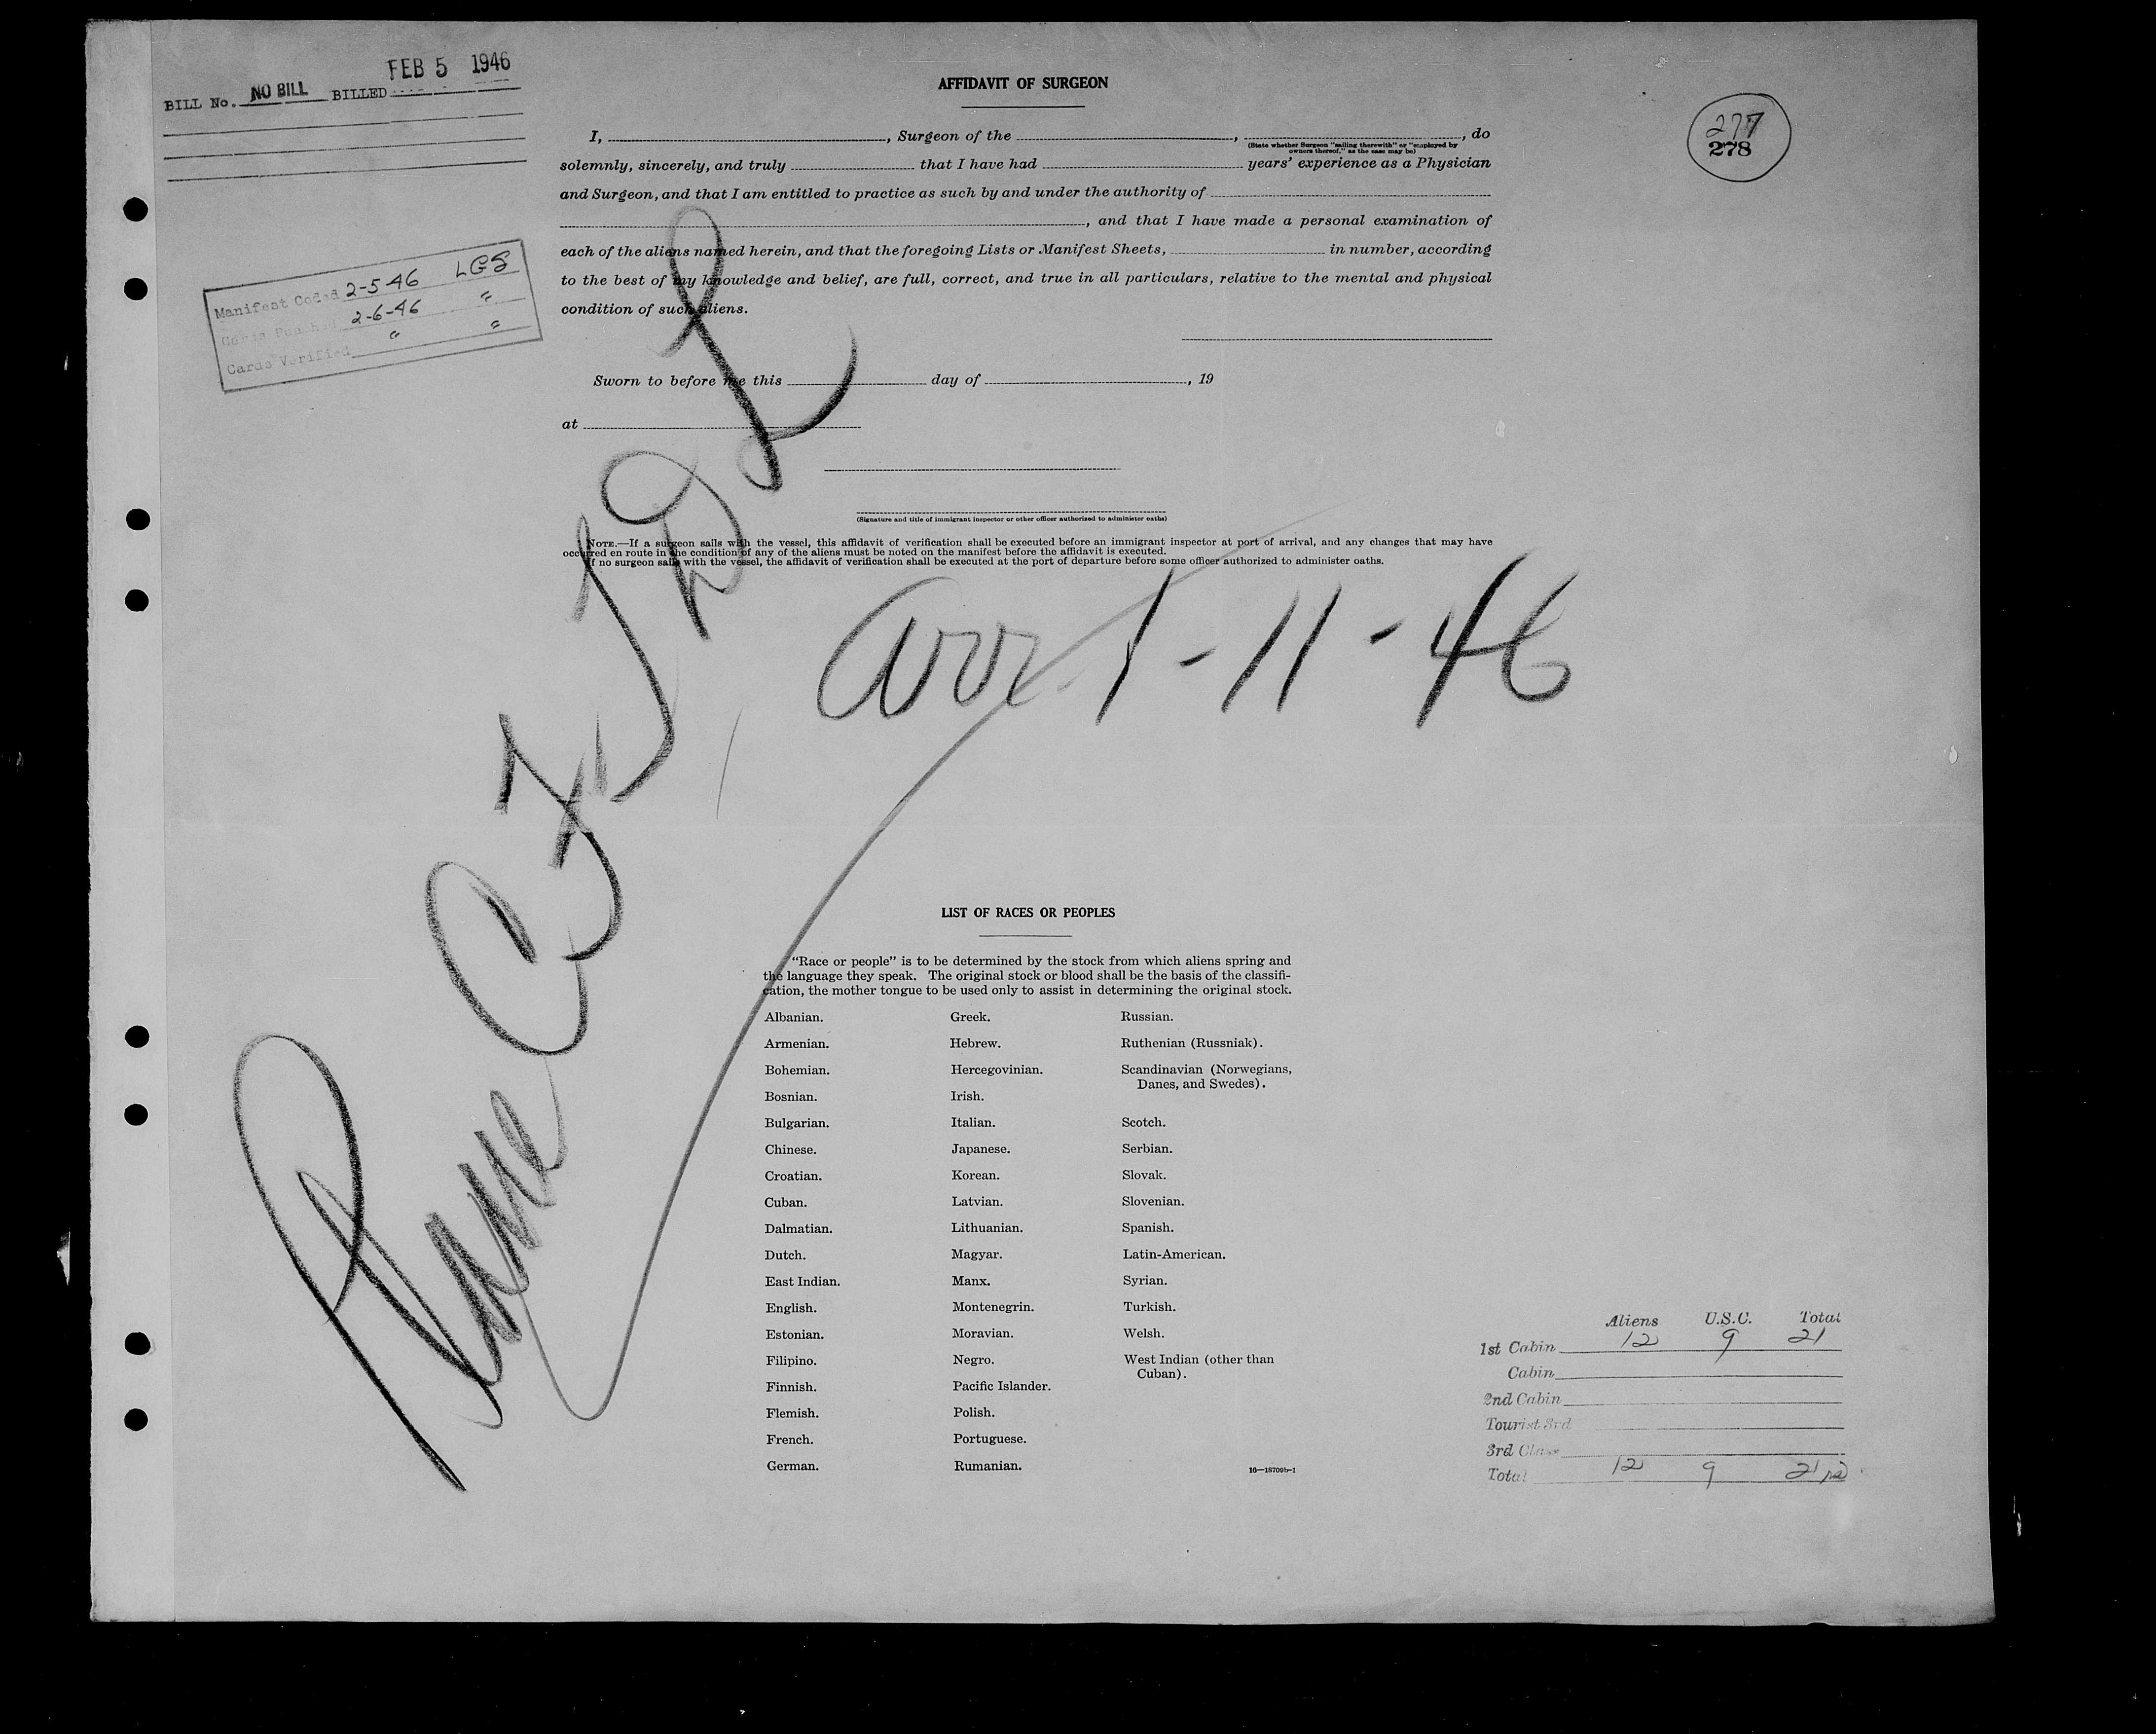 FEB 5 1946
BILL No. NO BILL BILLED
AFFIDAVIT OF SURGEON
277
278
I, , Surgeon of the , , do
(State whether Surgeon "sailing therewith" or "employed by
owners thereof," as the case may be)
solemnly, sincerely, and truly that I have had years' experience as a Physician
and Surgeon, and that I am entitled to practice as such by and under the authority of
, and that I have made a personal examination of
each of the aliens named herein, and that the foregoing Lists or Manifest Sheets, in number, according
to the best of my knowledge and belief, are full, correct, and true in all particulars, relative to the mental and physical
condition of such aliens.
Manifest Coded 2-5-46 LGS
Cards Punched 2-6-46 "
Cards Verified " "
Sworn to before me this day of , 19
at
(Signature and title of immigrant inspector or other officer authorized to administer oaths)
NOTE.—If a surgeon sails with the vessel, this affidavit of verification shall be executed before an immigrant inspector at port of arrival, and any changes that may have
occurred en route in the condition of any of the aliens must be noted on the manifest before the affidavit is executed.
If no surgeon sails with the vessel, the affidavit of verification shall be executed at the port of departure before some officer authorized to administer oaths.
Plane
arr 1-11-46
LIST OF RACES OR PEOPLES
"Race or people" is to be determined by the stock from which aliens spring and
the language they speak. The original stock or blood shall be the basis of the classifi-
cation, the mother tongue to be used only to assist in determining the original stock.
Albanian. Greek. Russian.
Armenian. Hebrew. Ruthenian (Russniak).
Bohemian. Hercegovinian. Scandinavian (Norwegians,
Danes, and Swedes).
Bosnian. Irish.
Bulgarian. Italian. Scotch.
Chinese. Japanese. Serbian.
Croatian. Korean. Slovak.
Cuban. Latvian. Slovenian.
Dalmatian. Lithuanian. Spanish.
Dutch. Magyar. Latin-American.
East Indian. Manx. Syrian.
English. Montenegrin. Turkish.
Estonian. Moravian. Welsh.
Filipino. Negro. West Indian (other than
Cuban).
Finnish. Pacific Islander.
Flemish. Polish.
French. Portuguese.
German. Rumanian.
16—18709b-1
Aliens U.S.C. Total
1st Cabin 12 9 21
Cabin
2nd Cabin
Tourist 3rd
3rd Class
Total 12 9 21